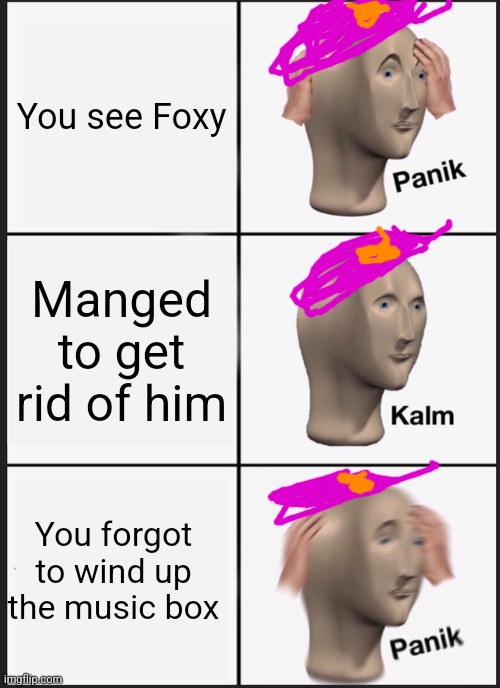 You see Foxy
Panik
Manged
to get
rid of him
Kalm
You forgot
to wind up
the music box
Panik
imgflip.com